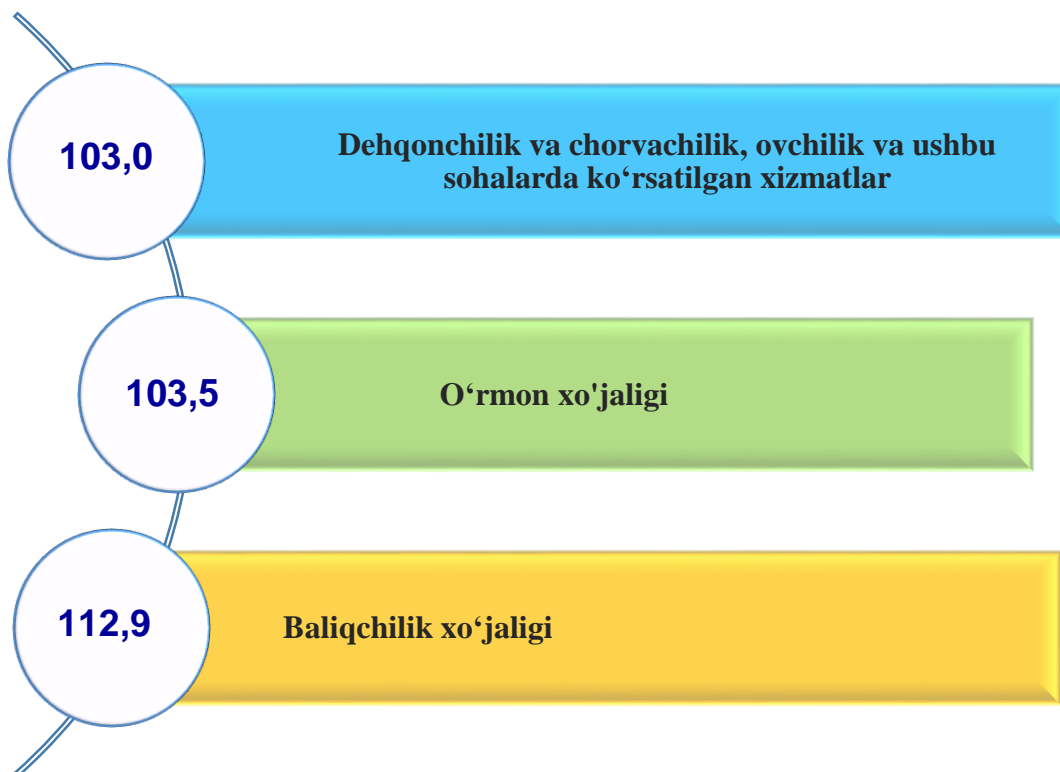 103,0
Dehqonchilik va chorvachilik, ovchilik va ushbu
sohalarda ko‘rsatilgan xizmatlar
103,5
O‘rmon xo'jaligi
112,9
Baliqchilik xo‘jaligi